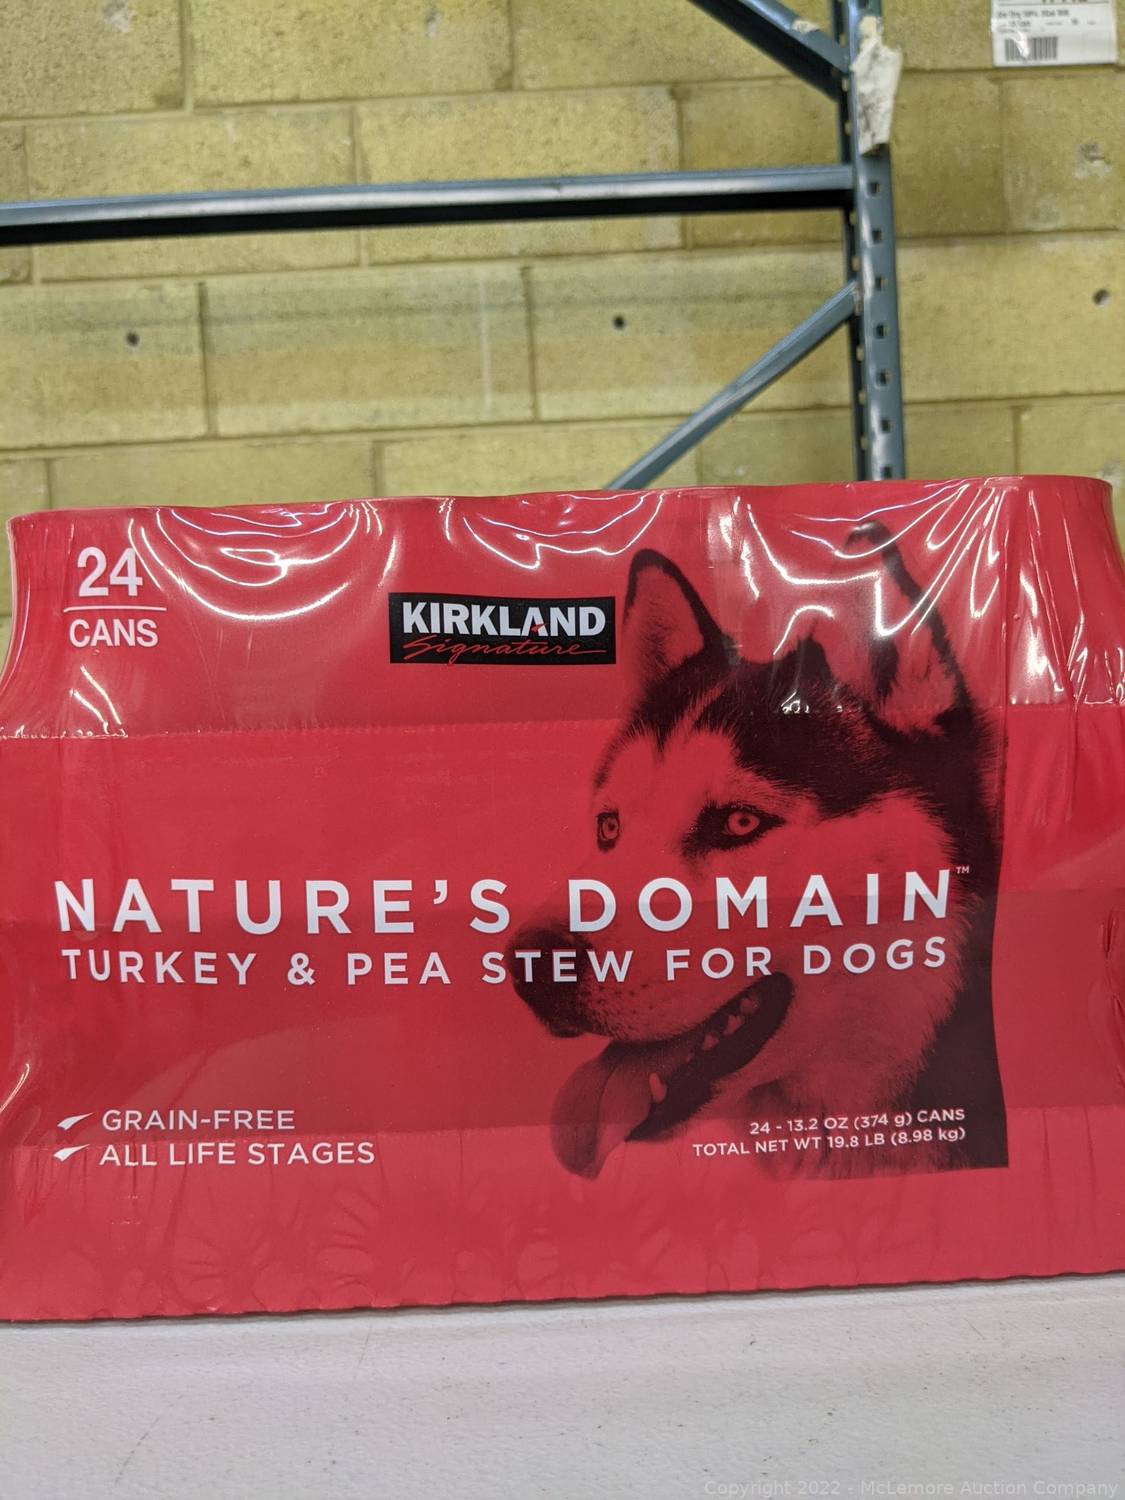 24
CANS
KIRKLAND
Signature
NATURE'S DOMAIN™
TURKEY & PEA STEW FOR DOGS
GRAIN-FREE
ALL LIFE STAGES
24 - 13.2 OZ (374 g) CANS
TOTAL NET WT 19.8 LB (8.98 kg)
Copyright 2022 - McLemore Auction Company